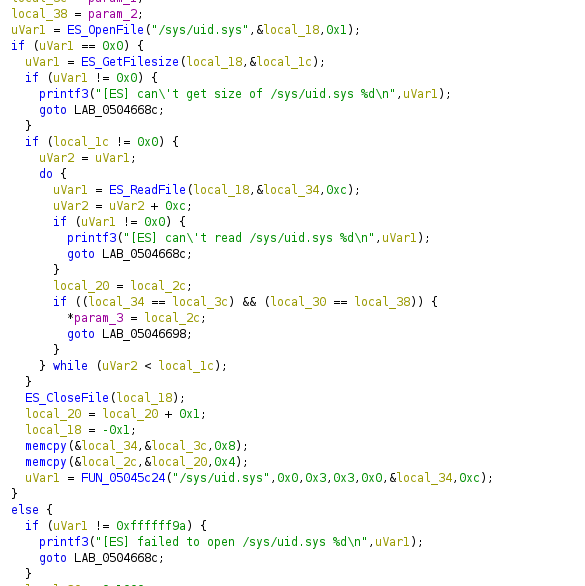 local_38 = param_2;
uVar1 = ES_OpenFile("/sys/uid.sys",&local_18,0x1);
if (uVar1 == 0x0) {
uVar1 = ES_GetFilesize(local_18,&local_1c);
if (uVar1 != 0x0) {
printf3("[ES] can\'t get size of /sys/uid.sys %d\n",uVar1);
goto LAB_0504668c;
}
if (local_1c != 0x0) {
uVar2 = uVar1;
do {
uVar1 = ES_ReadFile(local_18,&local_34,0xc);
uVar2 = uVar2 + 0xc;
if (uVar1 != 0x0) {
printf3("[ES] can\'t read /sys/uid.sys %d\n",uVar1);
goto LAB_0504668c;
}
local_20 = local_2c;
if ((local_34 == local_3c) && (local_30 == local_38)) {
*param_3 = local_2c;
goto LAB_05046698;
}
} while (uVar2 < local_1c);
}
ES_CloseFile(local_18);
local_20 = local_20 + 0x1;
local_18 = -0x1;
memcpy(&local_34,&local_3c,0x8);
memcpy(&local_2c,&local_20,0x4);
uVar1 = FUN_05045c24("/sys/uid.sys",0x0,0x3,0x3,0x0,&local_34,0xc);
}
else {
if (uVar1 != 0xffffff9a) {
printf3("[ES] failed to open /sys/uid.sys %d\n",uVar1);
goto LAB_0504668c;
}